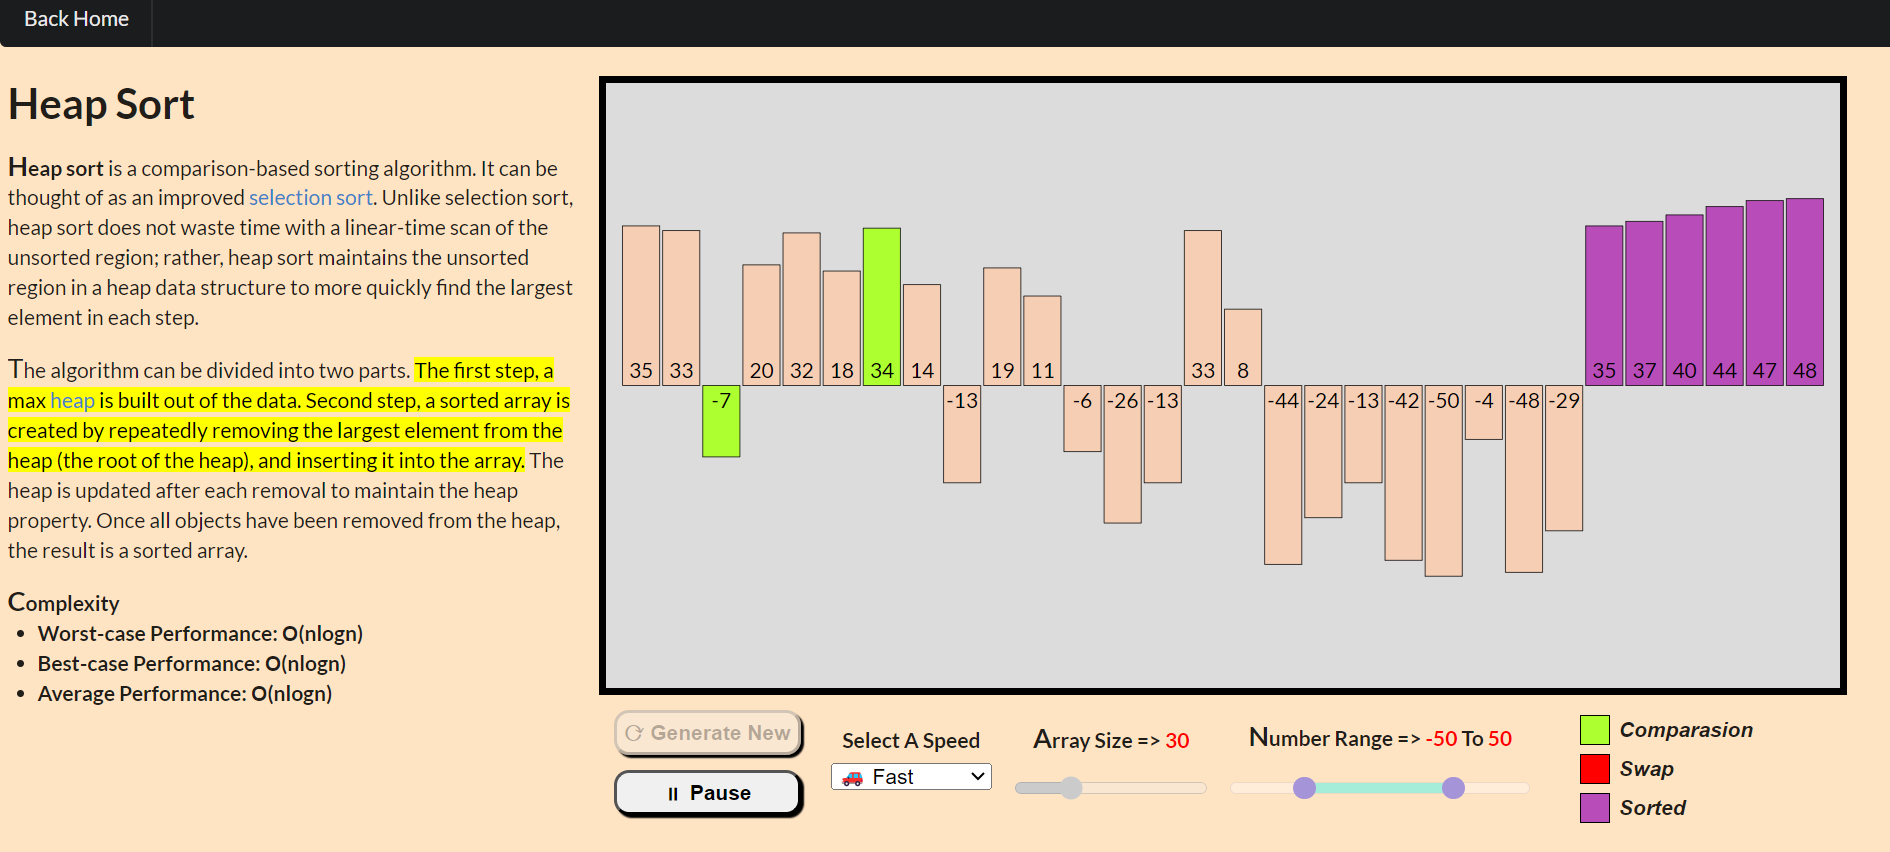 Back Home
Heap Sort
Heap sort is a comparison-based sorting algorithm. It can be
thought of as an improved selection sort. Unlike selection sort,
heap sort does not waste time with a linear-time scan of the
unsorted region; rather, heap sort maintains the unsorted
region in a heap data structure to more quickly find the largest
element in each step.
The algorithm can be divided into two parts. The first step, a
max heap is built out of the data. Second step, a sorted array is
created by repeatedly removing the largest element from the
heap (the root of the heap), and inserting it into the array. The
heap is updated after each removal to maintain the heap
property. Once all objects have been removed from the heap,
the result is a sorted array.
Complexity
• Worst-case Performance: O(nlogn)
• Best-case Performance: O(nlogn)
• Average Performance: O(nlogn)
35 33 20 32 18 34 14 19 11 33 8 35 37 40 44 47 48
-7 -13 -6 -26 -13 -44 -24 -13 -42 -50 -4 -48 -29
Generate New
Pause
Select A Speed
Fast
Array Size => 30
Number Range => -50 To 50
Comparasion
Swap
Sorted